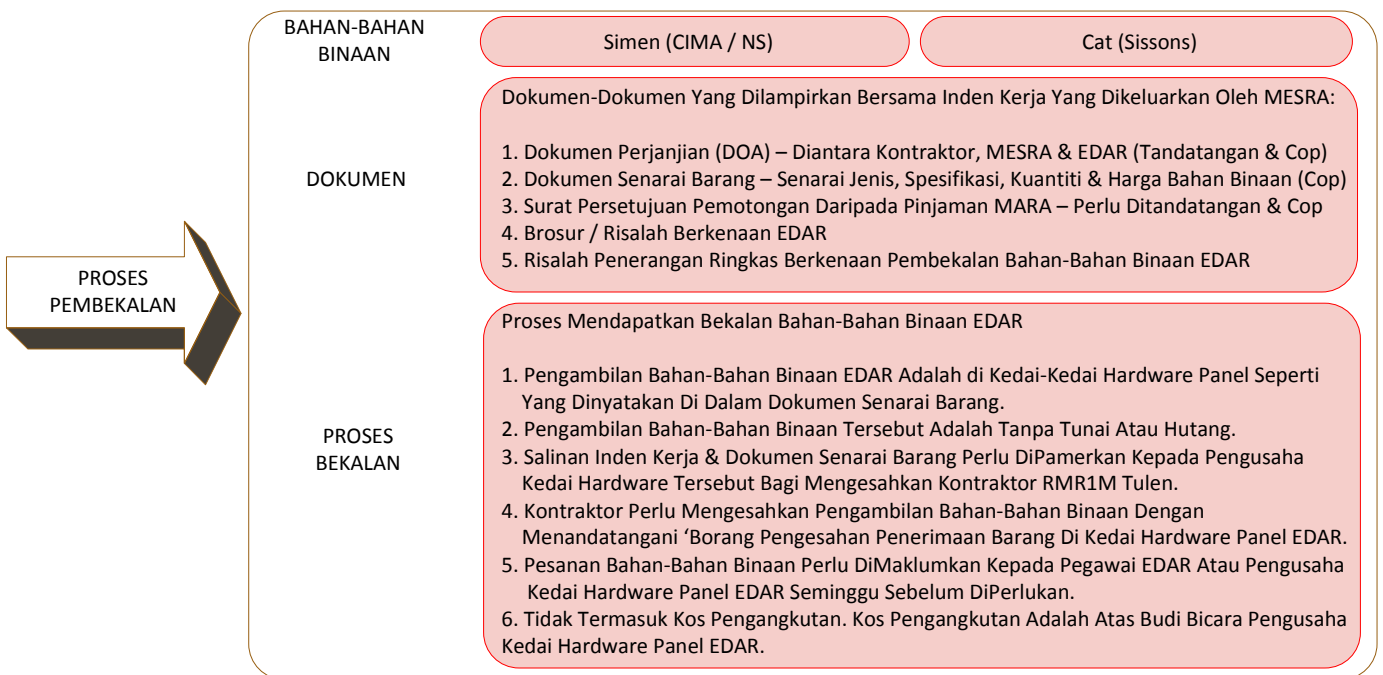 PROSES
PEMBEKALAN
BAHAN-BAHAN
BINAAN
Simen (CIMA / NS)
Cat (Sissons)
DOKUMEN
Dokumen-Dokumen Yang Dilampirkan Bersama Inden Kerja Yang Dikeluarkan Oleh MESRA:
1. Dokumen Perjanjian (DOA) – Diantara Kontraktor, MESRA & EDAR (Tandatangan & Cop)
2. Dokumen Senarai Barang – Senarai Jenis, Spesifikasi, Kuantiti & Harga Bahan Binaan (Cop)
3. Surat Persetujuan Pemotongan Daripada Pinjaman MARA – Perlu Ditandatangan & Cop
4. Brosur / Risalah Berkenaan EDAR
5. Risalah Penerangan Ringkas Berkenaan Pembekalan Bahan-Bahan Binaan EDAR
PROSES
BEKALAN
Proses Mendapatkan Bekalan Bahan-Bahan Binaan EDAR
1. Pengambilan Bahan-Bahan Binaan EDAR Adalah di Kedai-Kedai Hardware Panel Seperti
Yang Dinyatakan Di Dalam Dokumen Senarai Barang.
2. Pengambilan Bahan-Bahan Binaan Tersebut Adalah Tanpa Tunai Atau Hutang.
3. Salinan Inden Kerja & Dokumen Senarai Barang Perlu DiPamerkan Kepada Pengusaha
Kedai Hardware Tersebut Bagi Mengesahkan Kontraktor RMR1M Tulen.
4. Kontraktor Perlu Mengesahkan Pengambilan Bahan-Bahan Binaan Dengan
Menandatangani ‘Borang Pengesahan Penerimaan Barang Di Kedai Hardware Panel EDAR.
5. Pesanan Bahan-Bahan Binaan Perlu DiMaklumkan Kepada Pegawai EDAR Atau Pengusaha
Kedai Hardware Panel EDAR Seminggu Sebelum DiPerlukan.
6. Tidak Termasuk Kos Pengangkutan. Kos Pengangkutan Adalah Atas Budi Bicara Pengusaha
Kedai Hardware Panel EDAR.